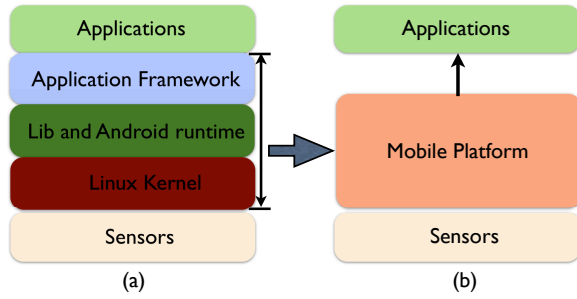 Applications
Application Framework
Lib and Android runtime
Linux Kernel
Sensors
(a)
Applications
Mobile Platform
Sensors
(b)